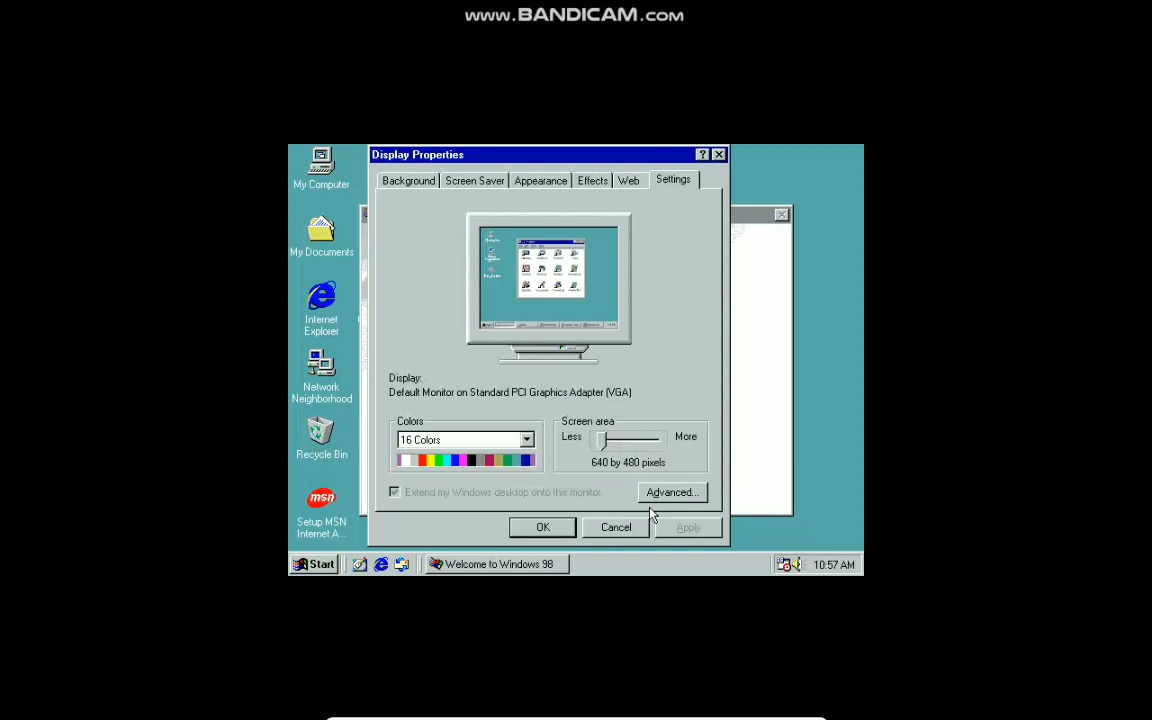 www.BANDICAM.com
Display Properties
My Computer
Background
Screen Saver
Appearance
Effects
Web
Settings
My Documents
Internet
Explorer
Network
Neighborhood
Display:
Default Monitor on Standard PCI Graphics Adapter (VGA)
Colors
16 Colors
Screen area
Less
More
640 by 480 pixels
Recycle Bin
Extend my Windows desktop onto this monitor.
Advanced...
msn
Setup MSN
Internet A...
OK
Cancel
Apply
Start
Welcome to Windows 98
10:57 AM